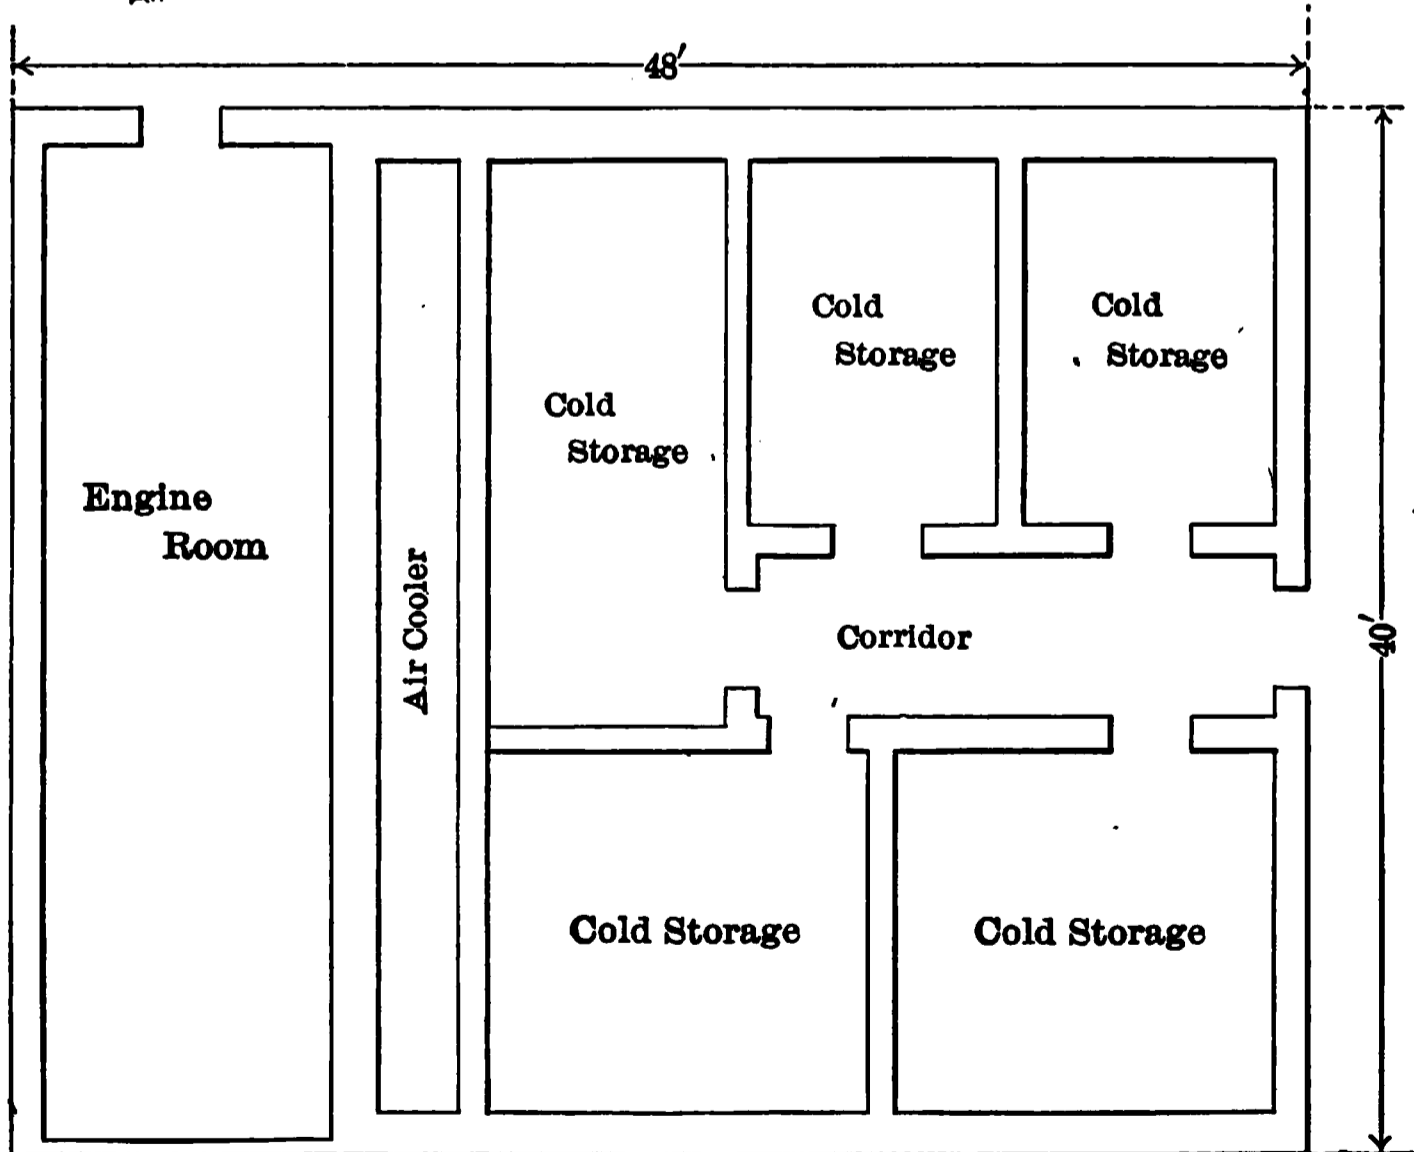 48'
Cold
Storage
Cold
Storage
Cold
Storage
Engine
Room
Air Cooler
Corridor
40'
Cold Storage
Cold Storage